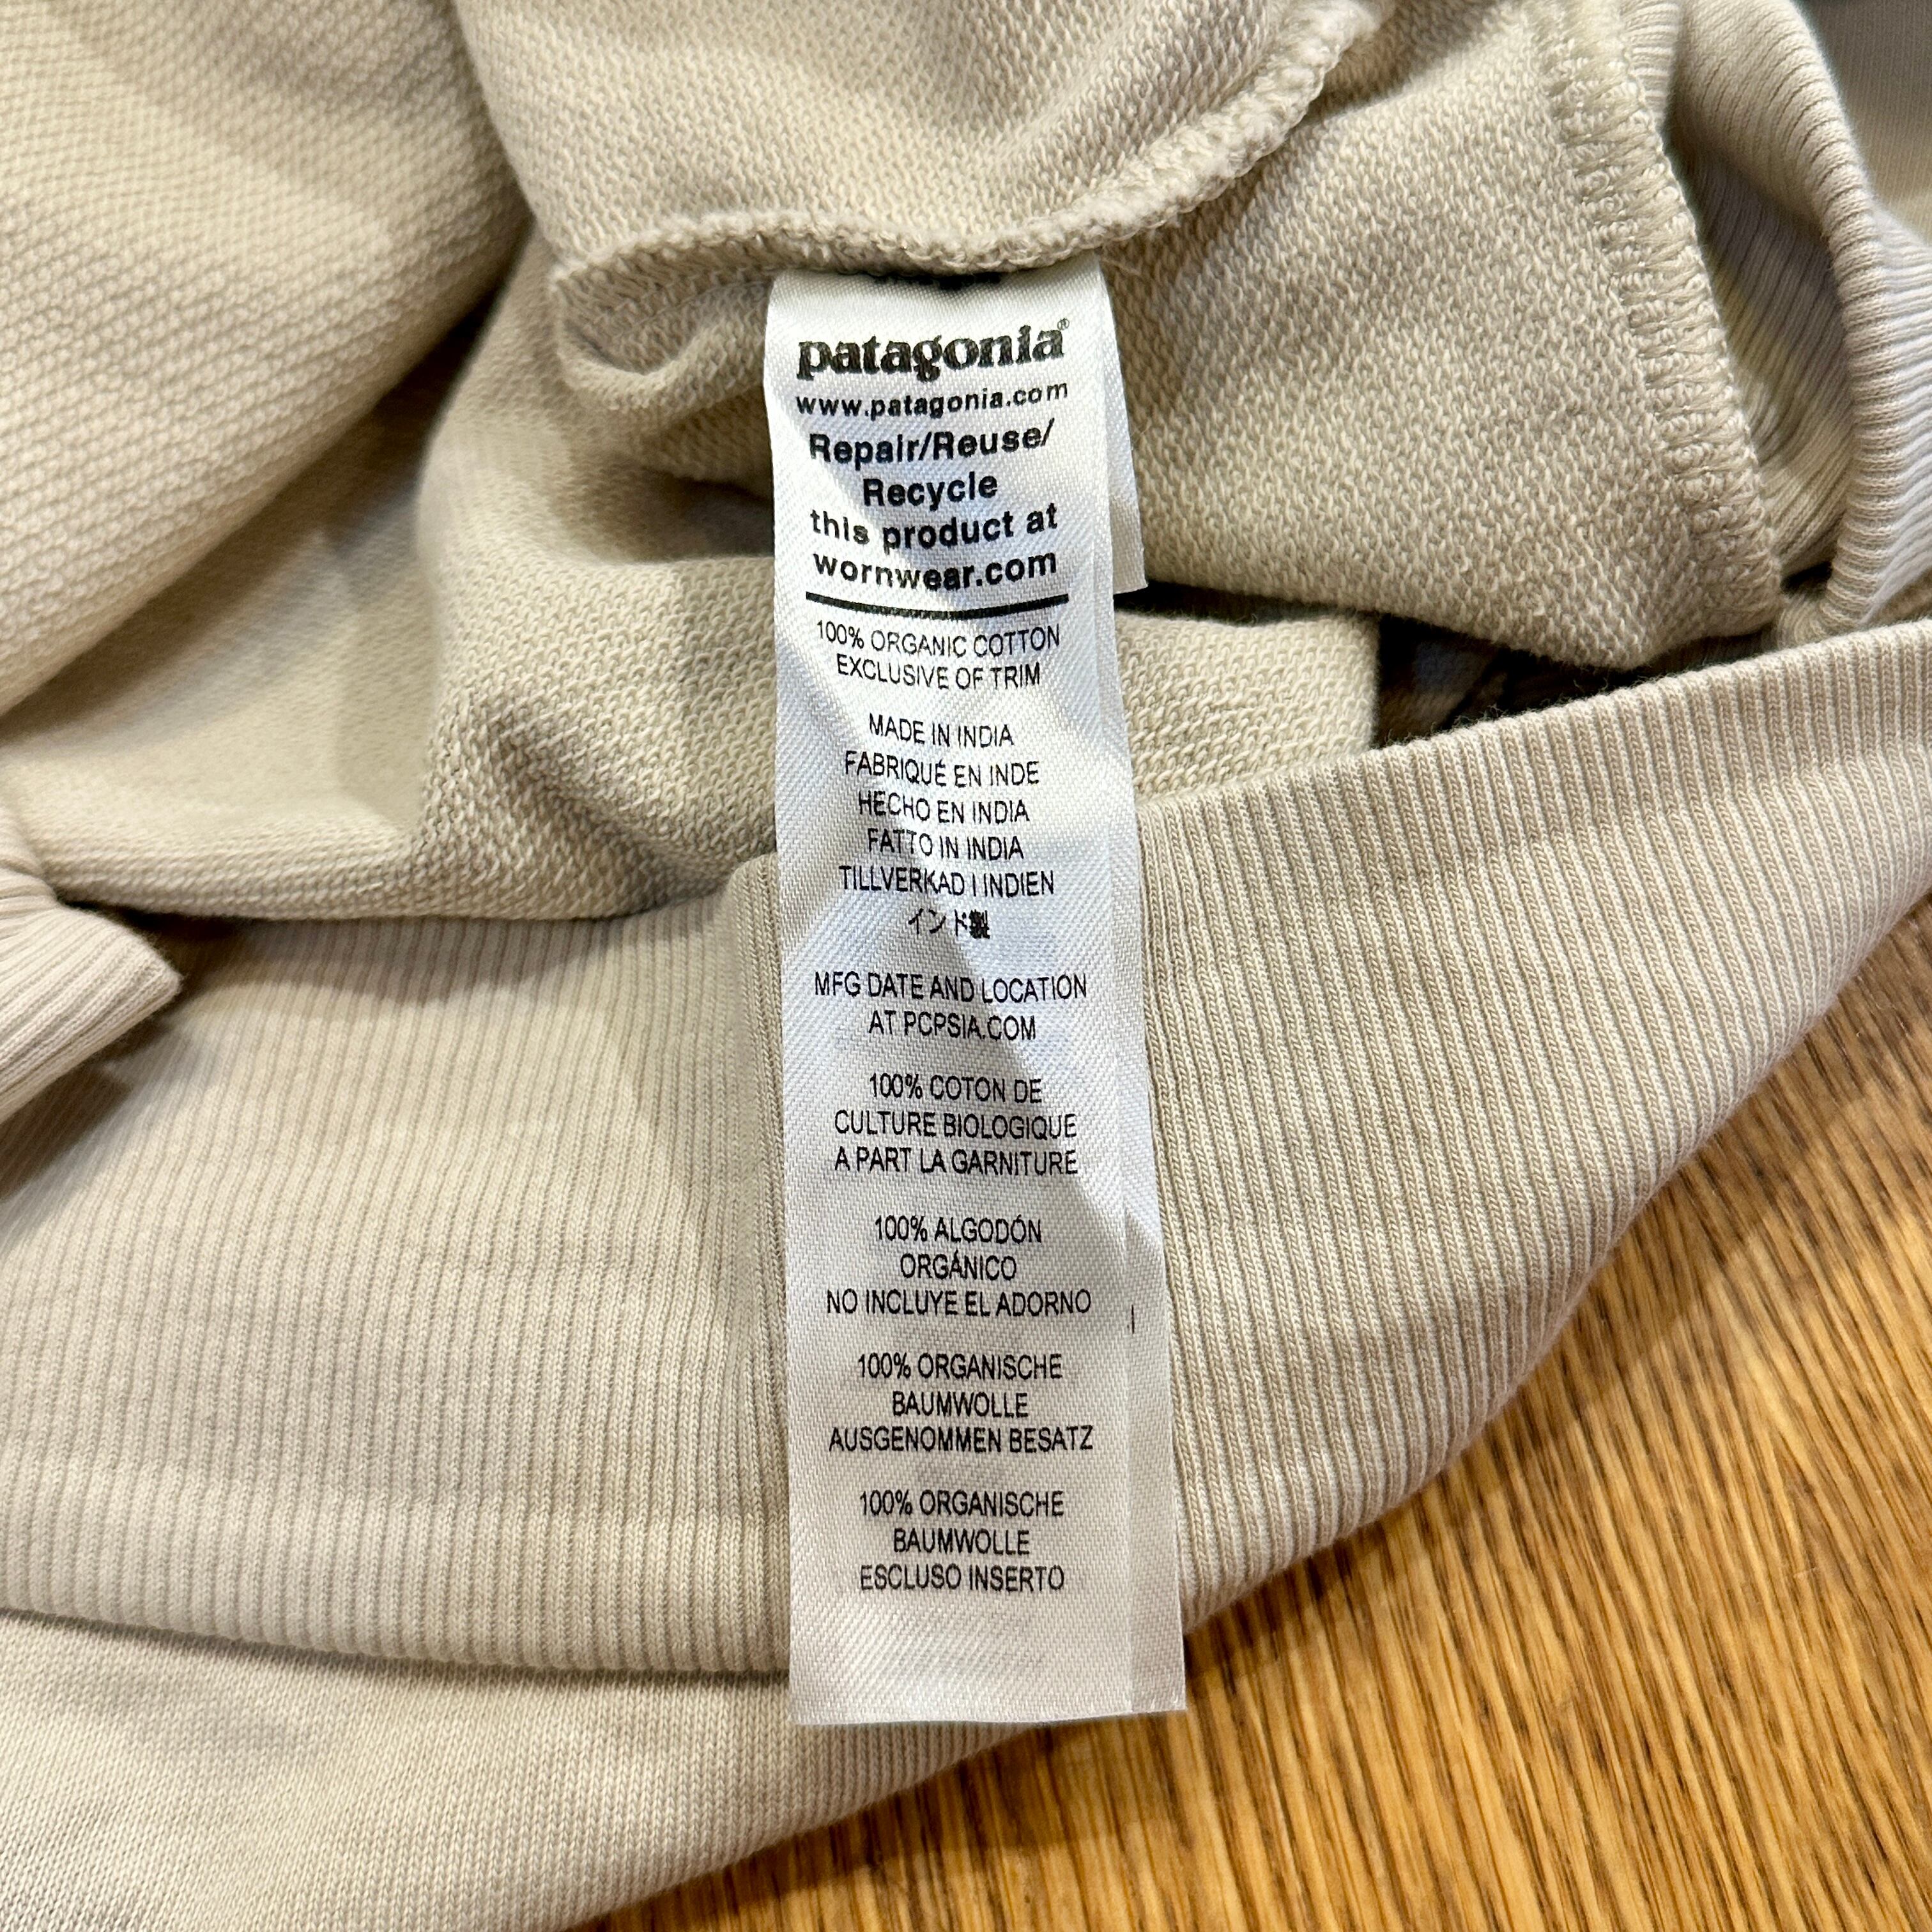 patagonia®
www.patagonia.com
Repair/Reuse/
Recycle
this product at
wornwear.com
100% ORGANIC COTTON
EXCLUSIVE OF TRIM
MADE IN INDIA
FABRIQUÉ EN INDE
HECHO EN INDIA
FATTO IN INDIA
TILLVERKAD I INDIEN
インド製
MFG DATE AND LOCATION
AT PCPSIA.COM
100% COTON DE
CULTURE BIOLOGIQUE
A PART LA GARNITURE
100% ALGODÓN
ORGÁNICO
NO INCLUYE EL ADORNO
100% ORGANISCHE
BAUMWOLLE
AUSGENOMMEN BESATZ
100% ORGANISCHE
BAUMWOLLE
ESCLUSO INSERTO